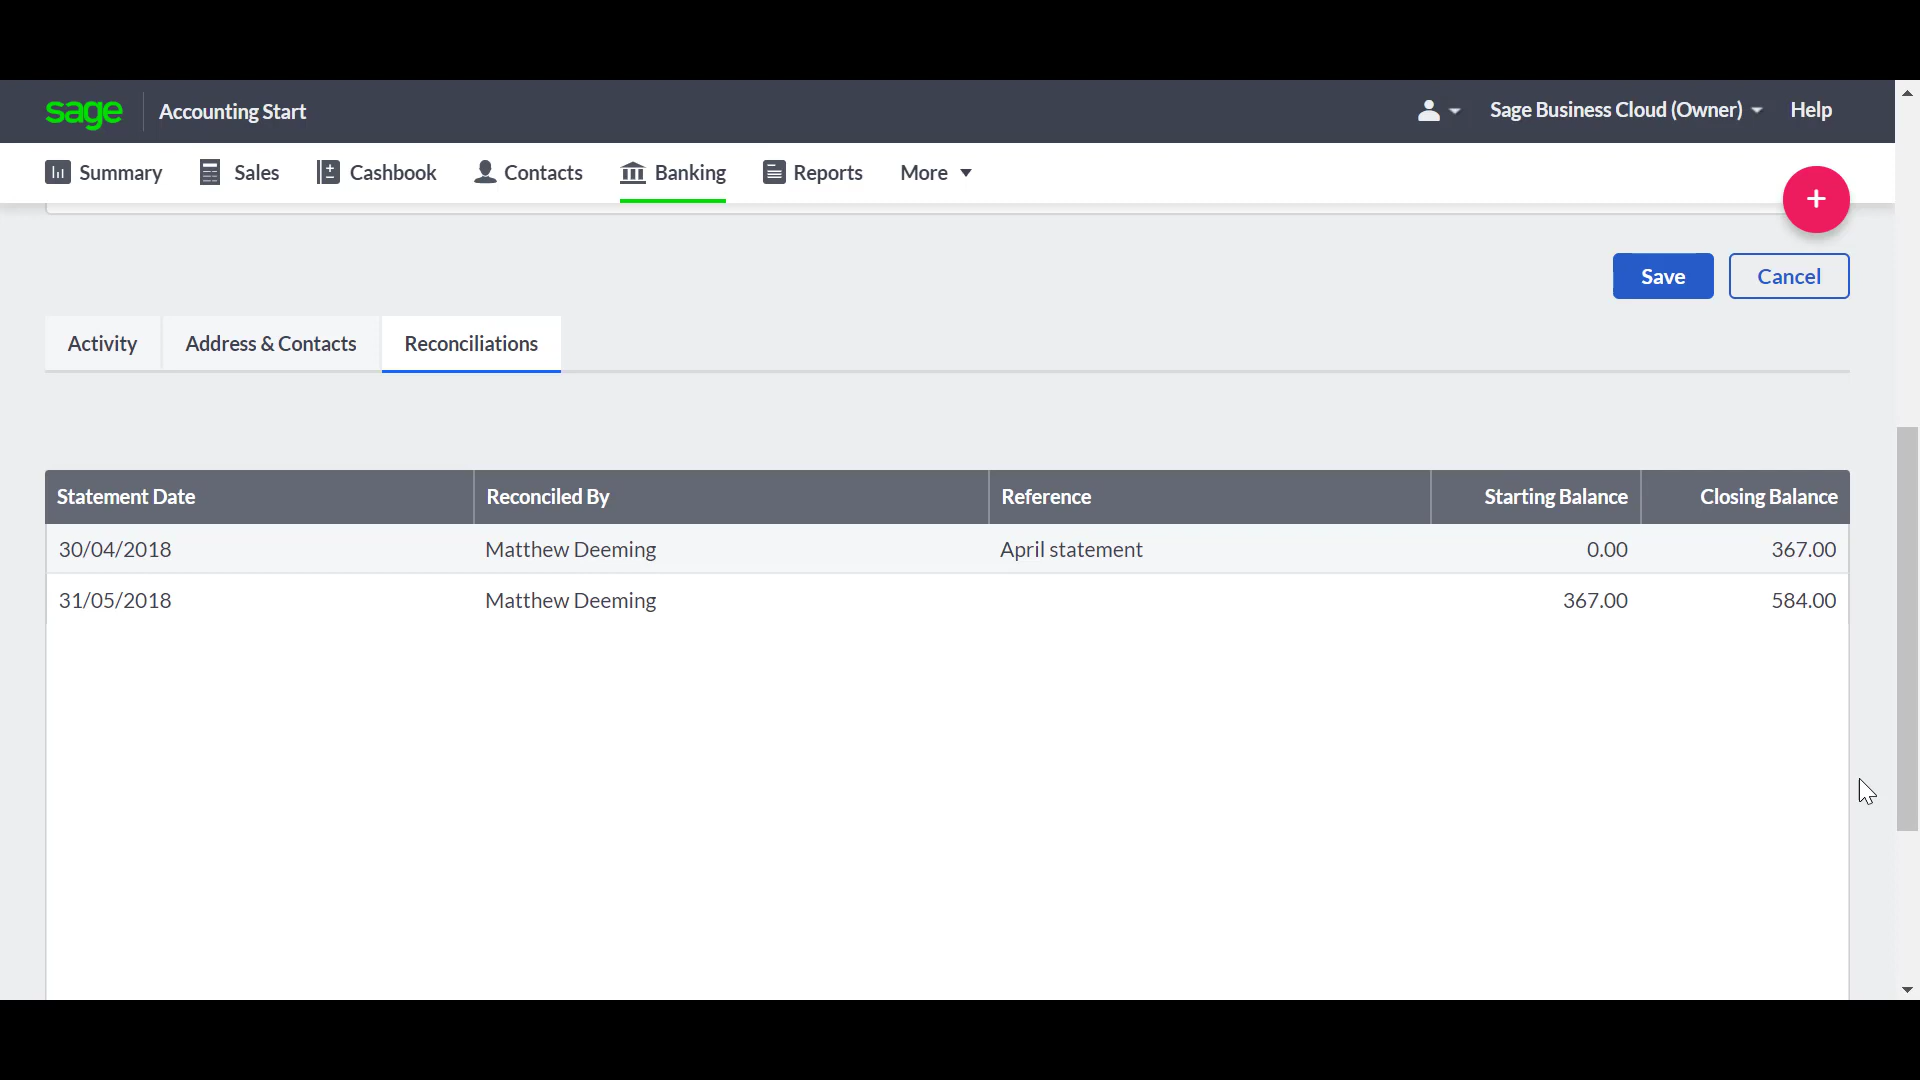 sage Accounting Start Sage Business Cloud (Owner) Help
Summary Sales Cashbook Contacts Banking Reports More
+
Save Cancel
Activity Address & Contacts Reconciliations
Statement Date Reconciled By Reference Starting Balance Closing Balance
30/04/2018 Matthew Deeming April statement 0.00 367.00
31/05/2018 Matthew Deeming 367.00 584.00